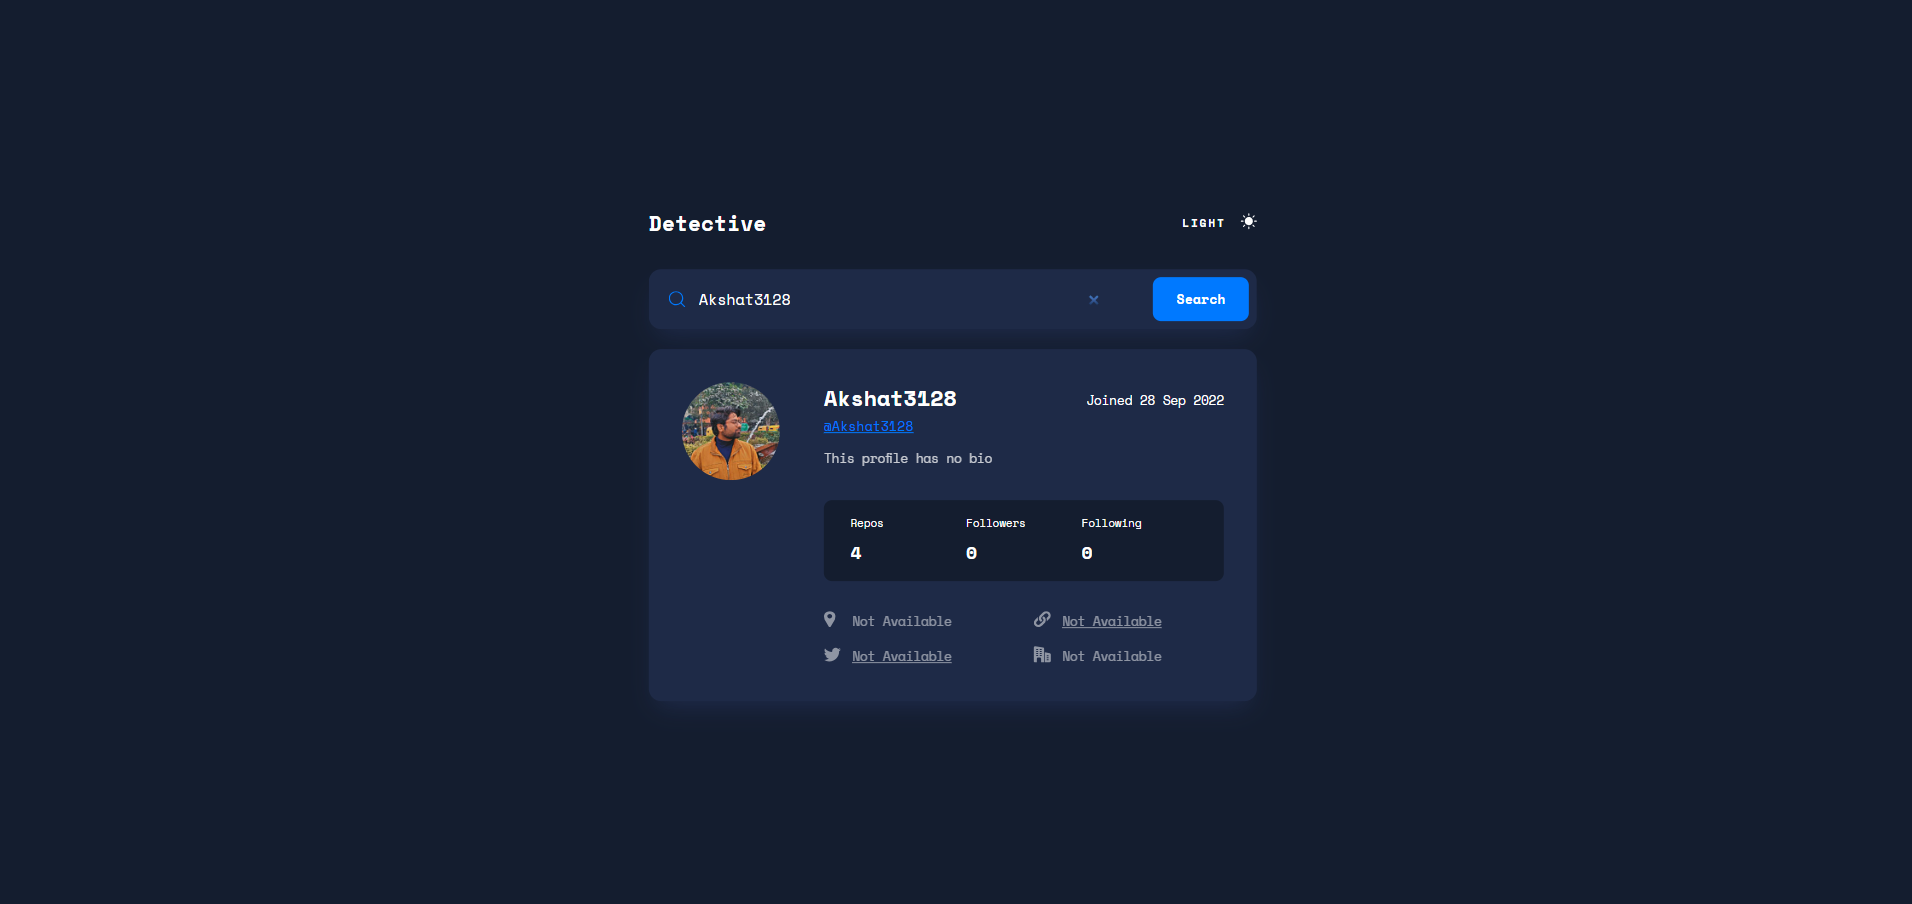 Detective
LIGHT
Akshat3128
Search
Akshat3128
Joined 28 Sep 2022
@Akshat3128
This profile has no bio
Repos Followers Following
4 0 0
Not Available Not Available
Not Available Not Available